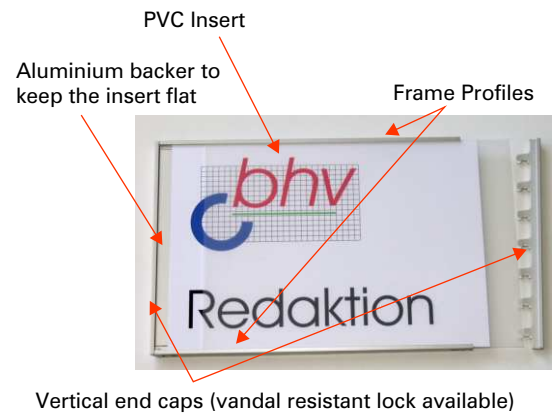 PVC Insert
Aluminium backer to
keep the insert flat
Frame Profiles
bhv
Redaktion
Vertical end caps (vandal resistant lock available)